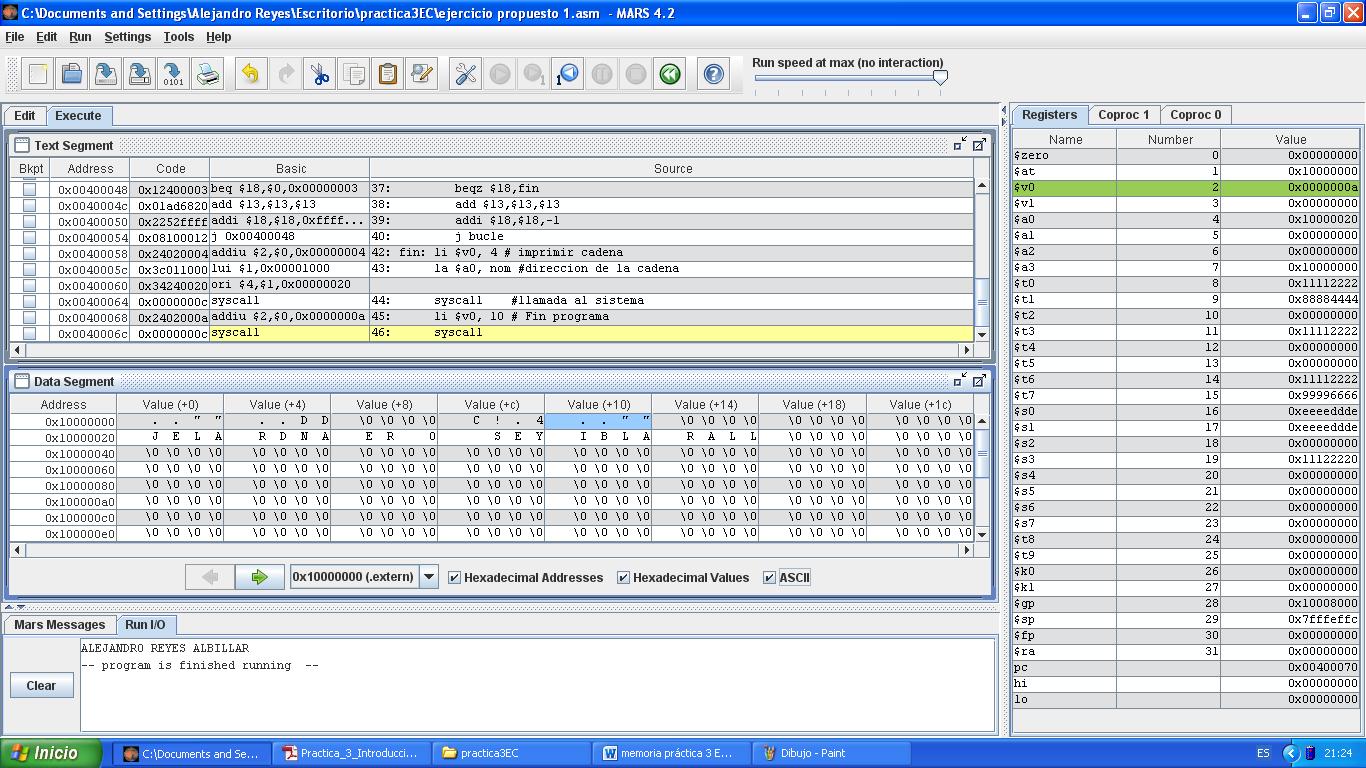 C:\Documents and Settings\Alejandro Reyes\Escritorio\practica3EC\ejercicio propuesto 1.asm - MARS 4.2
File Edit Run Settings Tools Help
Run speed at max (no interaction)
Edit Execute
Text Segment
Bkpt Address Code Basic Source
0x00400048 0x12400003 beq $18,$0,0x00000003 37: beqz $18,fin
0x0040004c 0x01ad6820 add $13,$13,$13 38: add $13,$13,$13
0x00400050 0x2252ffff addi $18,$18,0xffff... 39: addi $18,$18,-1
0x00400054 0x08100012 j 0x00400048 40: j bucle
0x00400058 0x24020004 addiu $2,$0,0x00000004 42: fin: li $v0, 4 # imprimir cadena
0x0040005c 0x3c011000 lui $1,0x00001000 43: la $a0, nom #direccion de la cadena
0x00400060 0x34240020 ori $4,$1,0x00000020
0x00400064 0x0000000c syscall 44: syscall #llamada al sistema
0x00400068 0x2402000a addiu $2,$0,0x0000000a 45: li $v0, 10 # Fin programa
0x0040006c 0x0000000c syscall 46: syscall
Data Segment
Address Value (+0) Value (+4) Value (+8) Value (+c) Value (+10) Value (+14) Value (+18) Value (+1c)
0x10000000 . . " " . . D D \0 \0 \0 \0 C ! . 4 . . " " \0 \0 \0 \0 \0 \0 \0 \0 \0 \0 \0 \0
0x10000020 J E L A R D N A E R O S E Y I B L A R A L L \0 \0 \0 \0 \0 \0 \0 \0
0x10000040 \0 \0 \0 \0 \0 \0 \0 \0 \0 \0 \0 \0 \0 \0 \0 \0 \0 \0 \0 \0 \0 \0 \0 \0 \0 \0 \0 \0 \0 \0 \0 \0
0x10000060 \0 \0 \0 \0 \0 \0 \0 \0 \0 \0 \0 \0 \0 \0 \0 \0 \0 \0 \0 \0 \0 \0 \0 \0 \0 \0 \0 \0 \0 \0 \0 \0
0x10000080 \0 \0 \0 \0 \0 \0 \0 \0 \0 \0 \0 \0 \0 \0 \0 \0 \0 \0 \0 \0 \0 \0 \0 \0 \0 \0 \0 \0 \0 \0 \0 \0
0x100000a0 \0 \0 \0 \0 \0 \0 \0 \0 \0 \0 \0 \0 \0 \0 \0 \0 \0 \0 \0 \0 \0 \0 \0 \0 \0 \0 \0 \0 \0 \0 \0 \0
0x100000c0 \0 \0 \0 \0 \0 \0 \0 \0 \0 \0 \0 \0 \0 \0 \0 \0 \0 \0 \0 \0 \0 \0 \0 \0 \0 \0 \0 \0 \0 \0 \0 \0
0x100000e0 \0 \0 \0 \0 \0 \0 \0 \0 \0 \0 \0 \0 \0 \0 \0 \0 \0 \0 \0 \0 \0 \0 \0 \0 \0 \0 \0 \0 \0 \0 \0 \0
0x10000000 (.extern) Hexadecimal Addresses Hexadecimal Values ASCII
Mars Messages Run I/O
Clear
ALEJANDRO REYES ALBILLAR
-- program is finished running --
Registers Coproc 1 Coproc 0
Name Number Value
$zero 0 0x00000000
$at 1 0x10000000
$v0 2 0x0000000a
$v1 3 0x00000000
$a0 4 0x10000020
$a1 5 0x00000000
$a2 6 0x00000000
$a3 7 0x10000000
$t0 8 0x11112222
$t1 9 0x88884444
$t2 10 0x00000000
$t3 11 0x11112222
$t4 12 0x00000000
$t5 13 0x00000000
$t6 14 0x11112222
$t7 15 0x99996666
$s0 16 0xeeeeddde
$s1 17 0xeeeeddde
$s2 18 0x00000000
$s3 19 0x11122220
$s4 20 0x00000000
$s5 21 0x00000000
$s6 22 0x00000000
$s7 23 0x00000000
$t8 24 0x00000000
$t9 25 0x00000000
$k0 26 0x00000000
$k1 27 0x00000000
$gp 28 0x10008000
$sp 29 0x7fffeffc
$fp 30 0x00000000
$ra 31 0x00000000
pc 0x00400070
hi 0x00000000
lo 0x00000000
Inicio C:\Documents and Se... Practica_3_Introducci... practica3EC memoria práctica 3 E... Dibujo - Paint ES 21:24